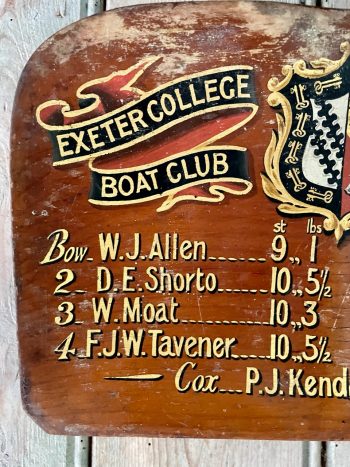 EXETER COLLEGE
BOAT CLUB
st lbs
Bow W.J.Allen......9,,1
2 D.E.Shorto......10,,5½
3 W.Moat......10,,3
4 F.J.W.Tavener......10,,5½
Cox...P.J.Kend